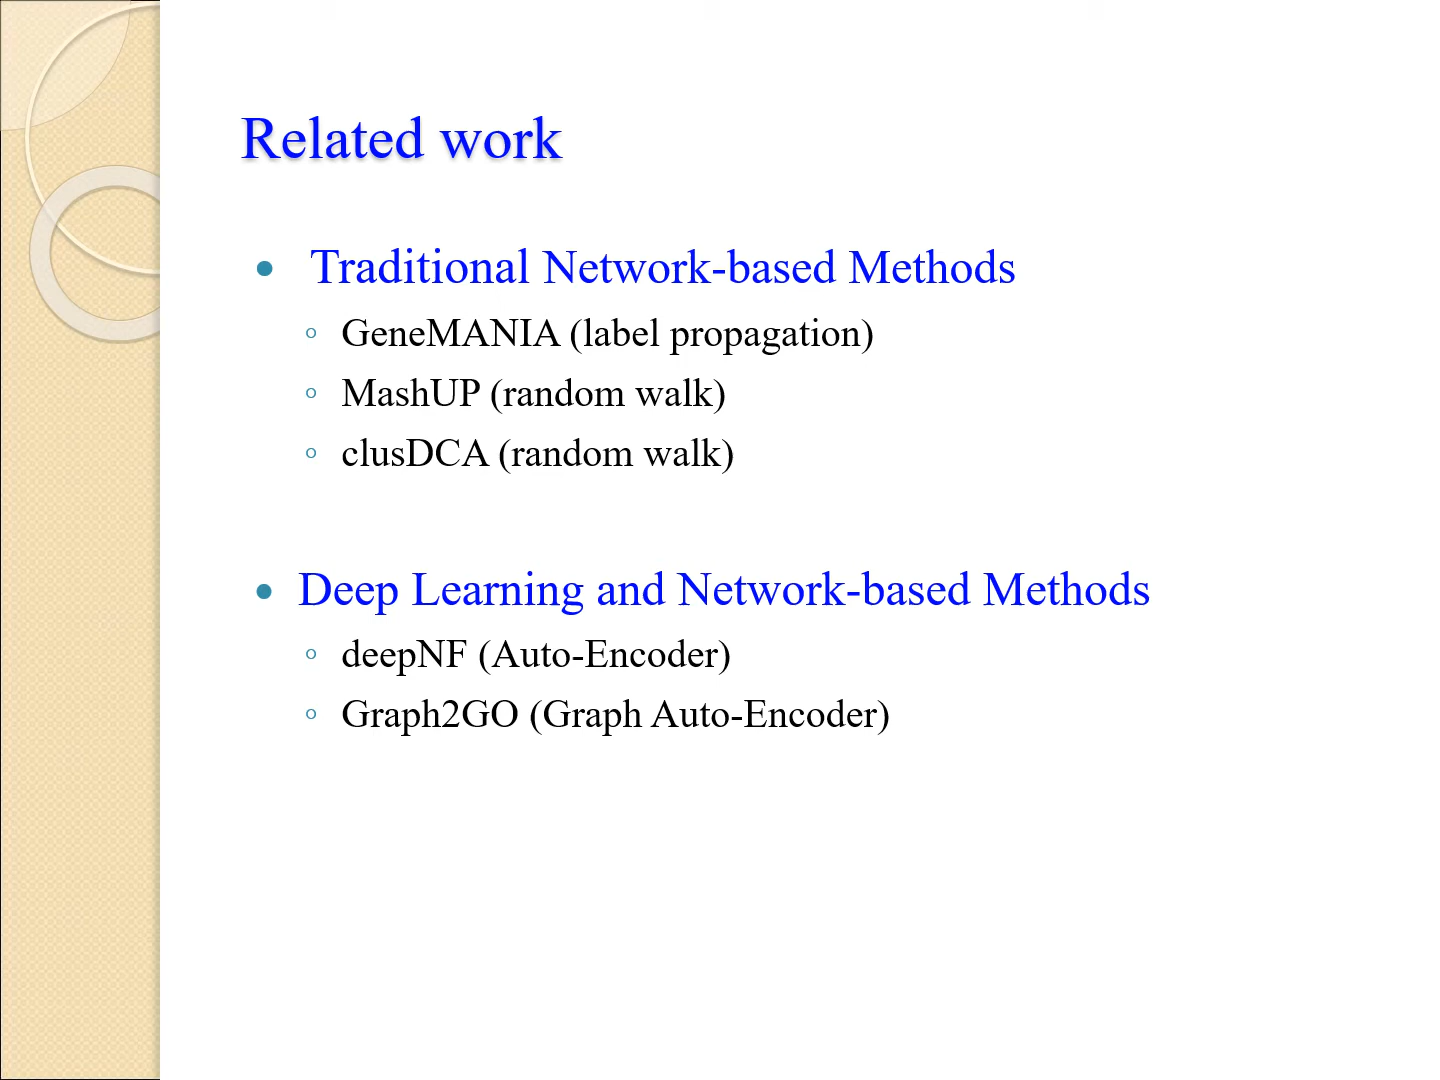 Related work
• Traditional Network-based Methods
◦ GeneMANIA (label propagation)
◦ MashUP (random walk)
◦ clusDCA (random walk)
• Deep Learning and Network-based Methods
◦ deepNF (Auto-Encoder)
◦ Graph2GO (Graph Auto-Encoder)